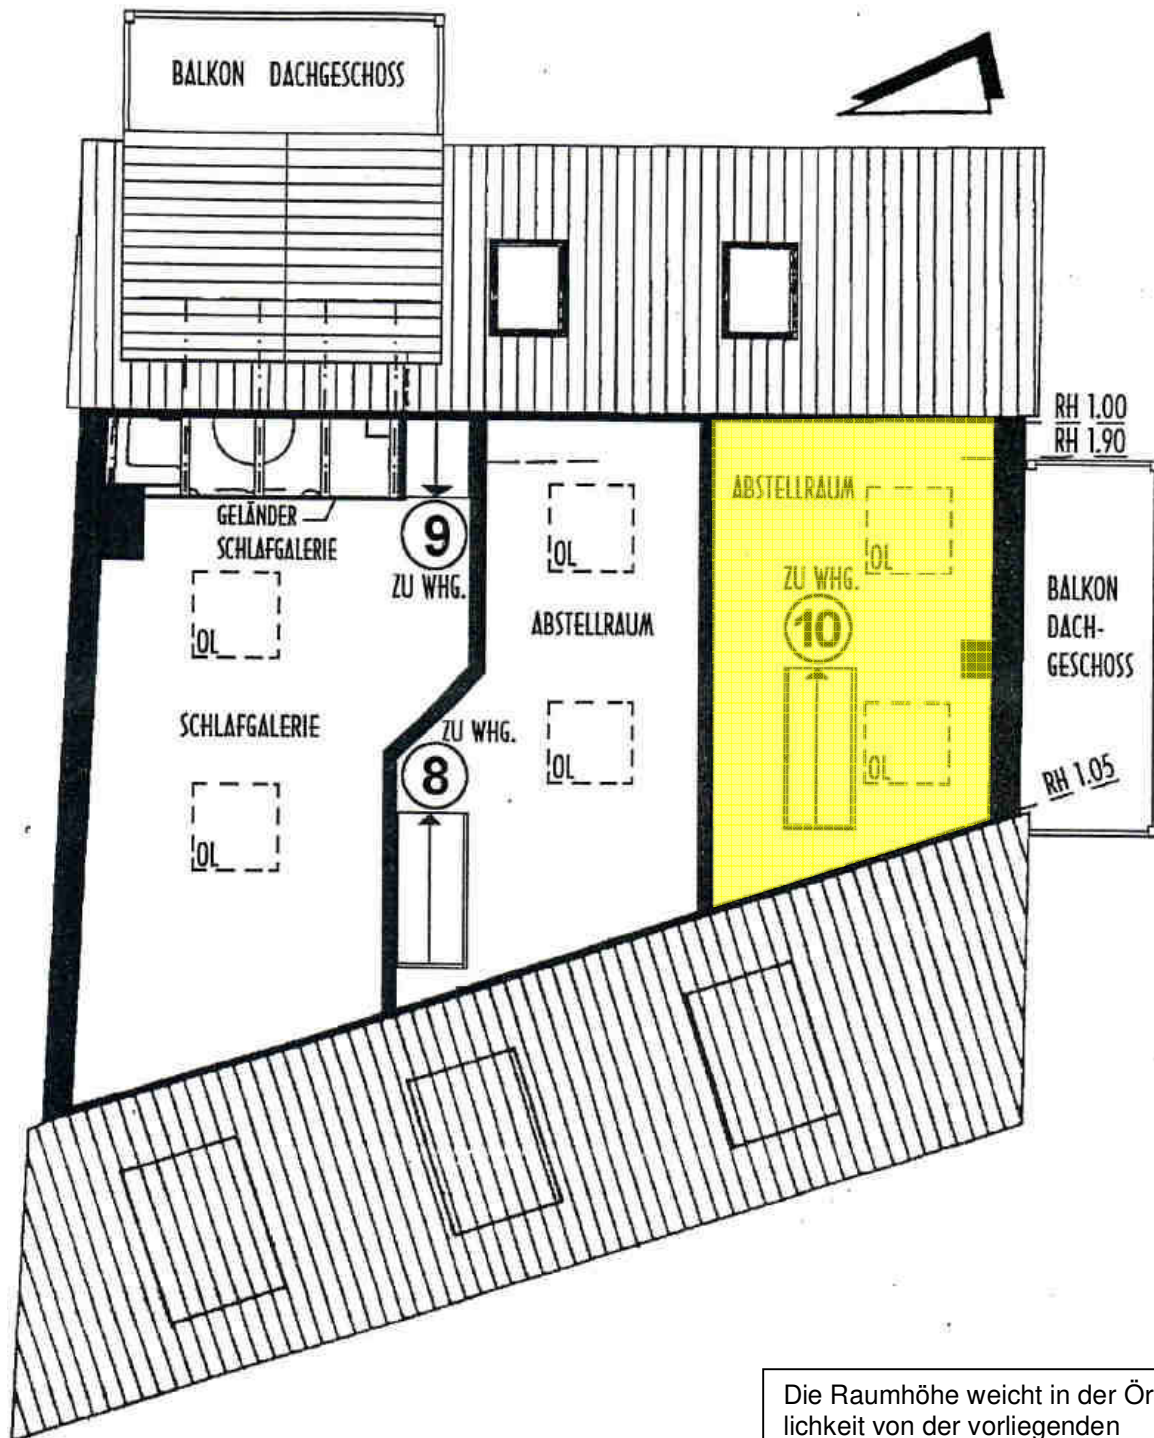 BALKON DACHGESCHOSS
RH 1.00
RH 1.90
ABSTELLRAUM
OL
GELÄNDER
SCHLAFGALERIE
9
ZU WHG.
OL
ZU WHG.
10
OL
ABSTELLRAUM
BALKON
DACH-
GESCHOSS
SCHLAFGALERIE
ZU WHG.
8
OL
OL
RH 1.05
OL
Die Raumhöhe weicht in der Ör
lichkeit von der vorliegenden